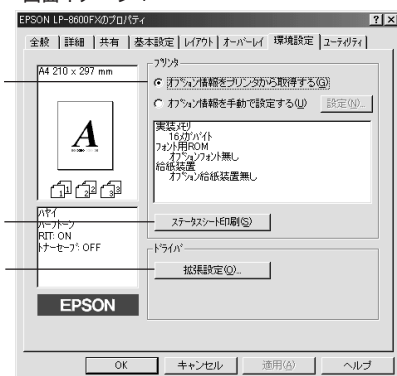 EPSON LP-8600FXのプロパティ
全般 詳細 共有 基本設定 レイアウト オーバーレイ 環境設定 ユーティリティ
A4 210 x 297 mm
A
1 2 3
ハヤイ
ハーフトーン
RIT: ON
トナーセーブ: OFF
EPSON
プリンタ
オプション情報をプリンタから取得する(G)
オプション情報を手動で設定する(U) 設定(N)...
実装メモリ
16メガバイト
フォント用ROM
オプションフォント無し
給紙装置
オプション給紙装置無し
ステータスシート印刷(S)
ドライバ
拡張設定(O)...
OK キャンセル 適用(A) ヘルプ